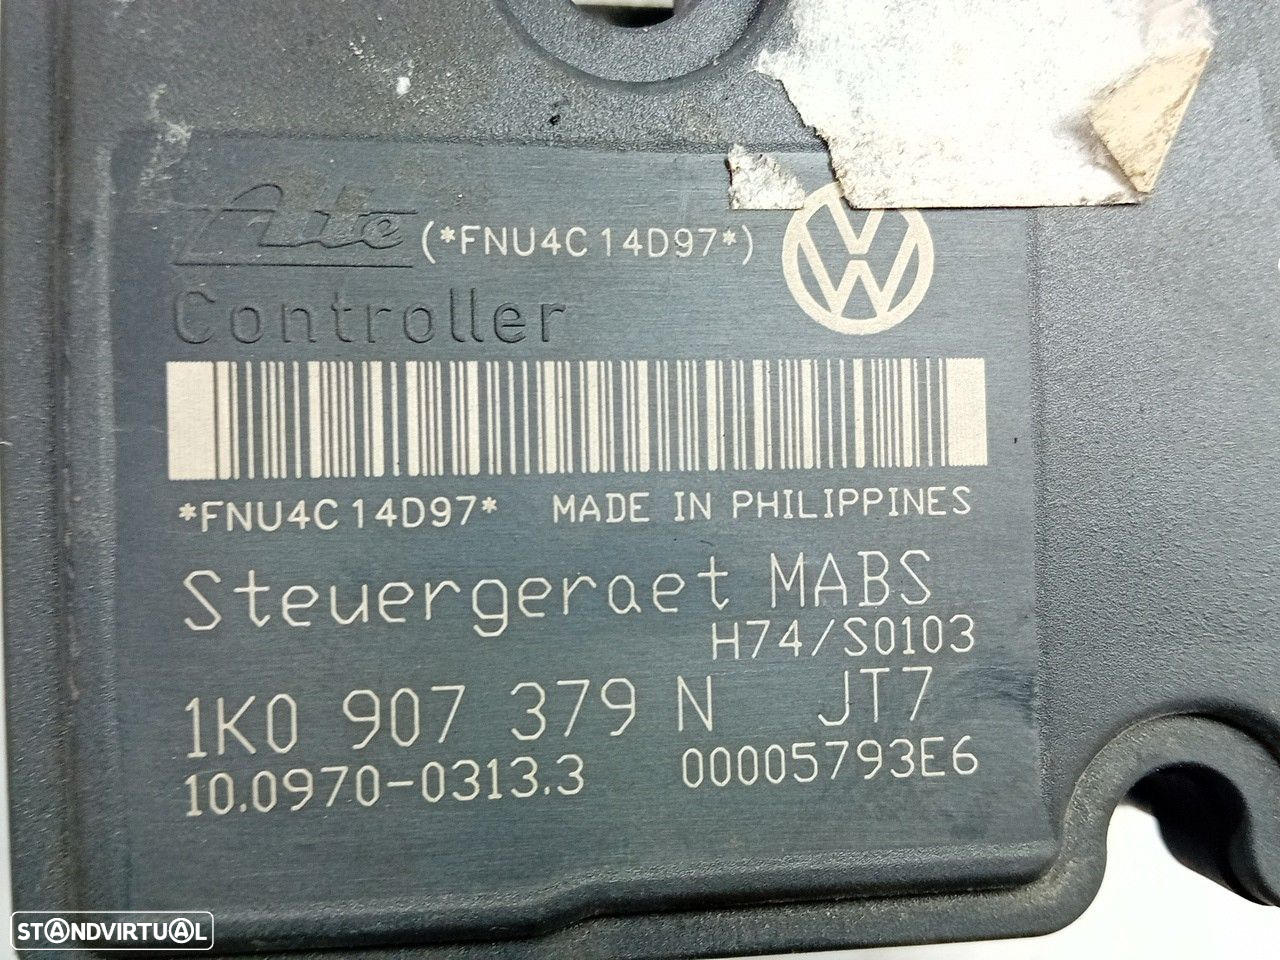 Ate (*FNU4C14D97*)
Controller
*FNU4C14D97* MADE IN PHILIPPINES
Steuergeraet MABS
H74/S0103
1K0 907 379 N JT7
10.0970-0313.3 00005793E6
STANDVIRTUAL